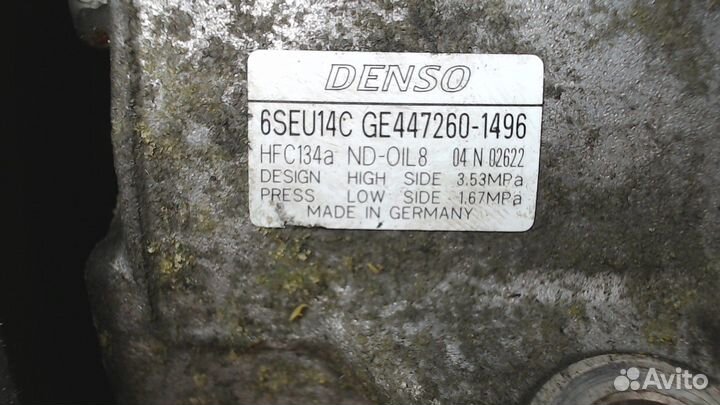 DENSO
6SEU14C GE447260-1496
HFC134a ND-OIL8 04 N 02622
DESIGN HIGH SIDE 3.53MPa
PRESS LOW SIDE 1.67MPa
MADE IN GERMANY
Avito